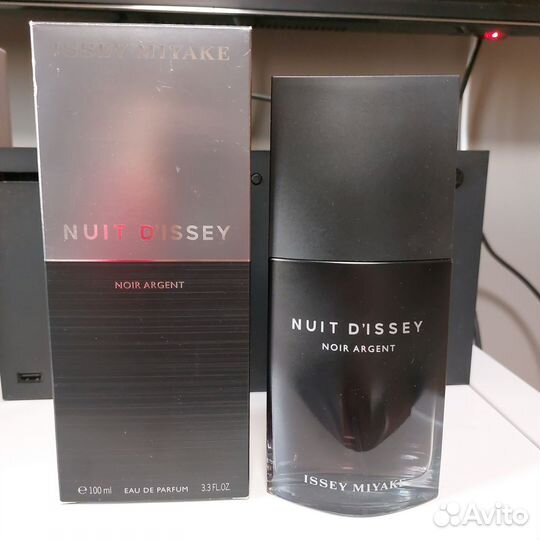 ISSEY MIYAKE
NUIT D'ISSEY
NOIR ARGENT
℮ 100 ml EAU DE PARFUM 3.3 FL.OZ
NUIT D'ISSEY
NOIR ARGENT
ISSEY MIYAKE
Avito